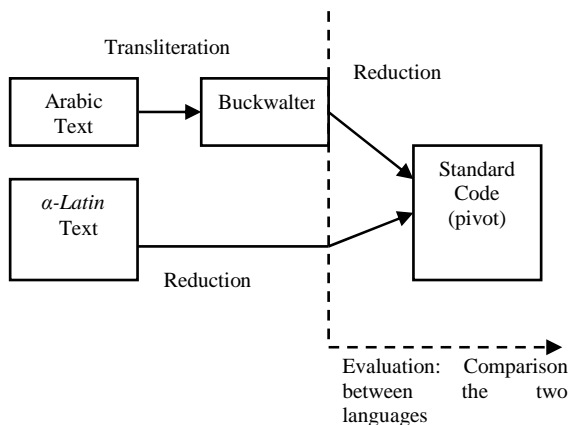 Transliteration
Reduction
Arabic
Text
Buckwalter
Standard
Code
(pivot)
α-Latin
Text
Reduction
Evaluation: Comparison
between the two
languages